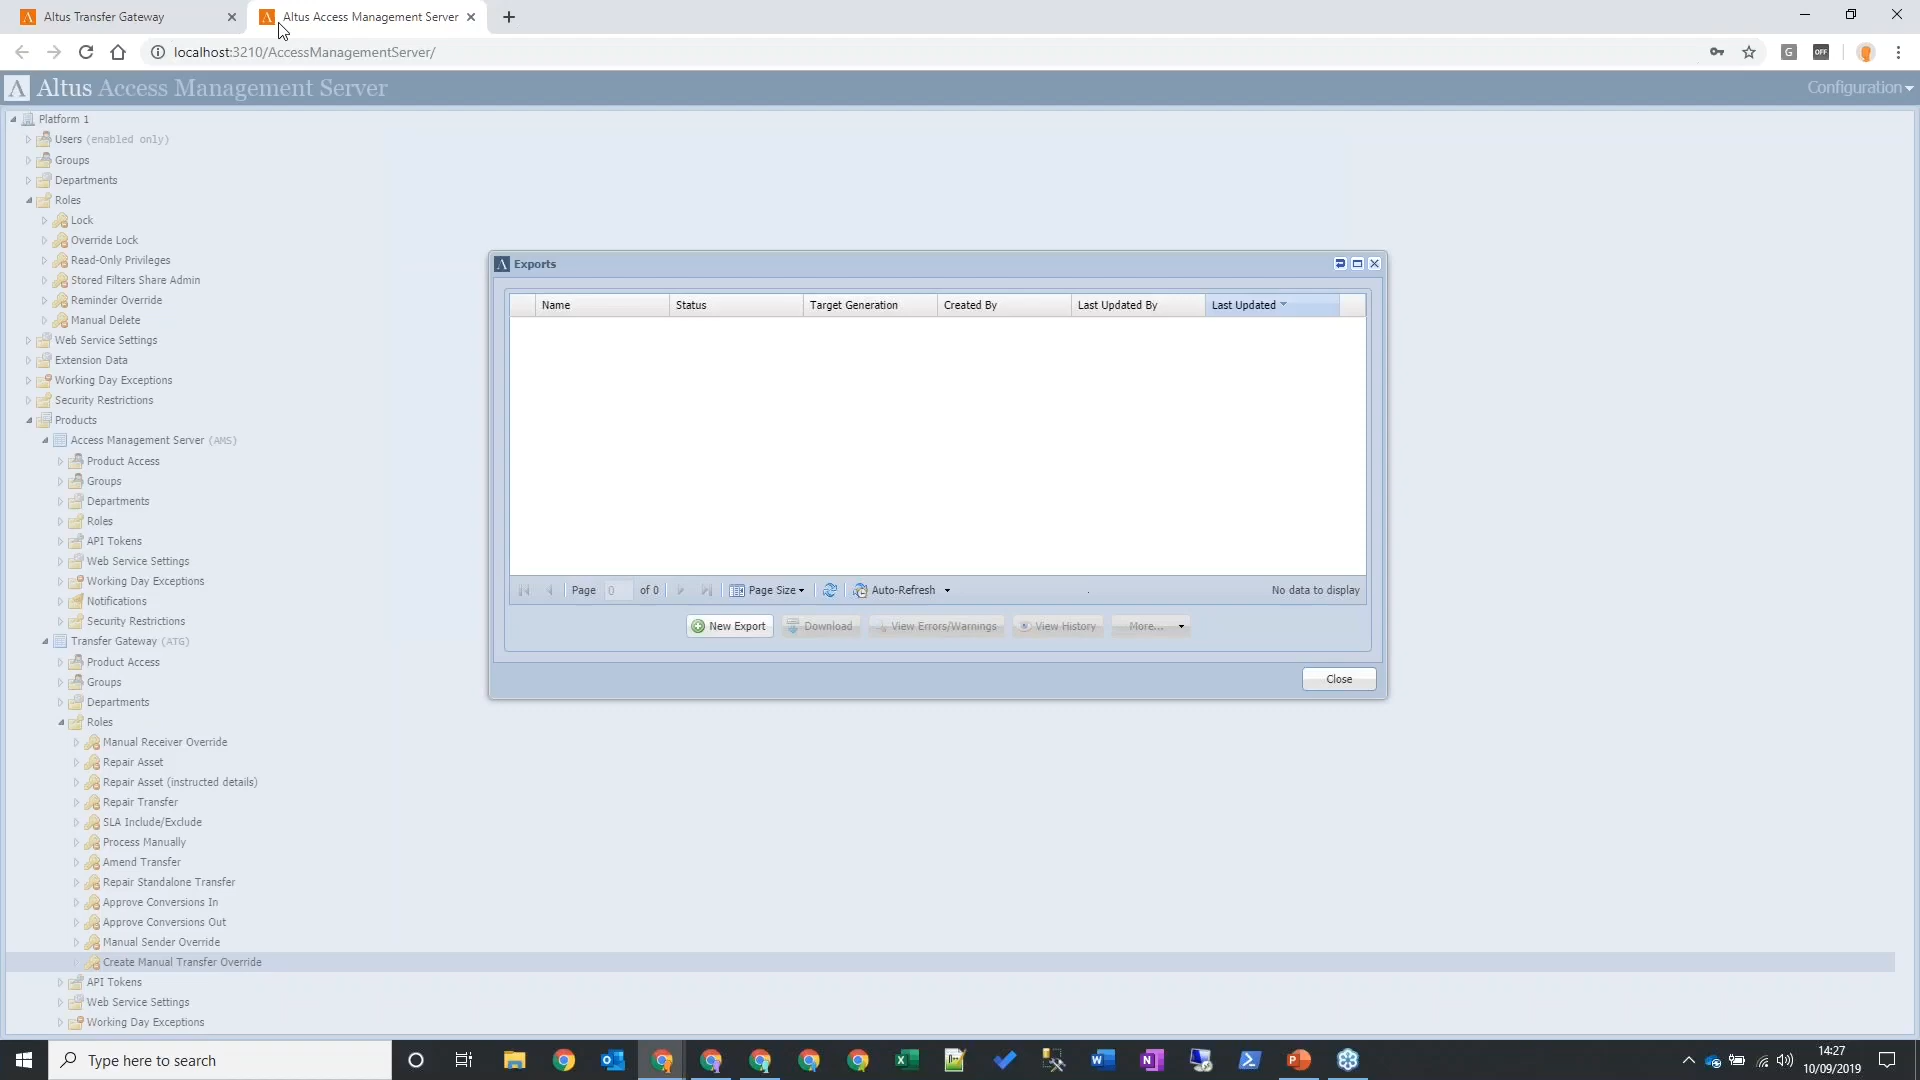 Altus Transfer Gateway
Altus Access Management Server
localhost:3210/AccessManagementServer/
G
OFF
Altus Access Management Server
Configuration
Platform 1
Users (enabled only)
Groups
Departments
Roles
Lock
Override Lock
Read-Only Privileges
Stored Filters Share Admin
Reminder Override
Manual Delete
Web Service Settings
Extension Data
Working Day Exceptions
Security Restrictions
Products
Access Management Server (AMS)
Product Access
Groups
Departments
Roles
API Tokens
Web Service Settings
Working Day Exceptions
Notifications
Security Restrictions
Transfer Gateway (ATG)
Product Access
Groups
Departments
Roles
Manual Receiver Override
Repair Asset
Repair Asset (instructed details)
Repair Transfer
SLA Include/Exclude
Process Manually
Amend Transfer
Repair Standalone Transfer
Approve Conversions In
Approve Conversions Out
Manual Sender Override
Create Manual Transfer Override
API Tokens
Web Service Settings
Working Day Exceptions
Exports
Name Status Target Generation Created By Last Updated By Last Updated
Page 0 of 0 Page Size Auto-Refresh No data to display
New Export Download View Errors/Warnings View History More...
Close
Type here to search
14:27
10/09/2019